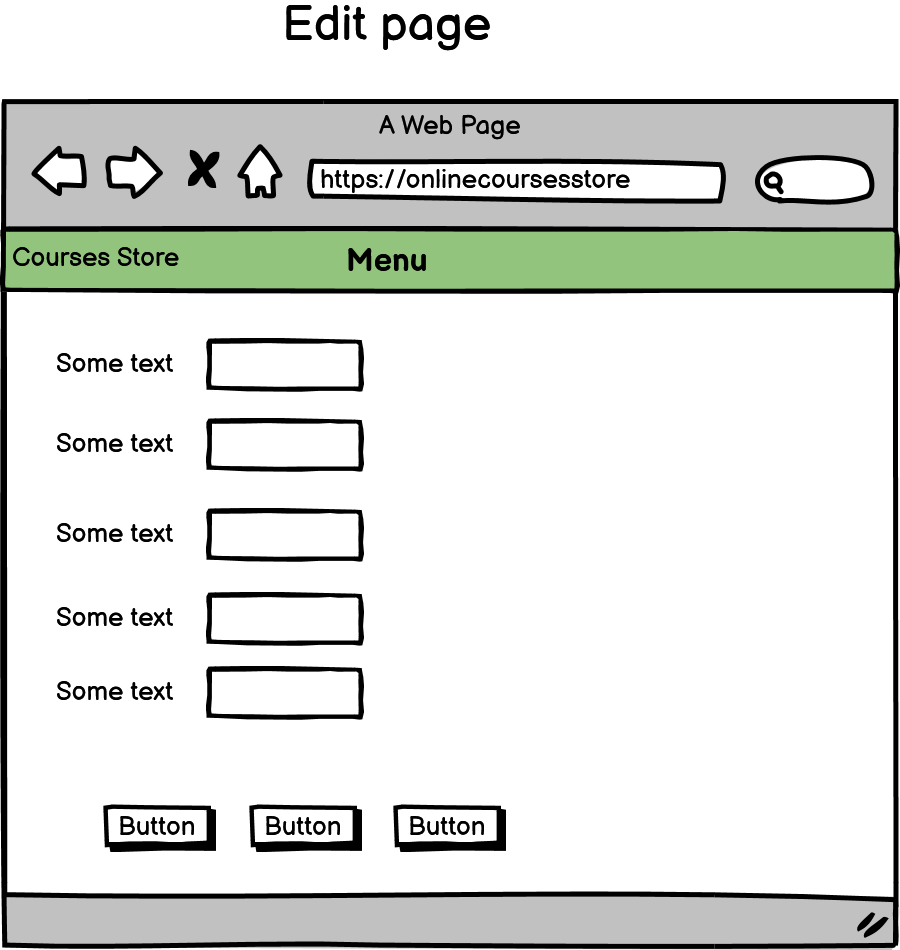 Edit page
A Web Page
https://onlinecoursesstore
Courses Store Menu
Some text
Some text
Some text
Some text
Some text
Button Button Button